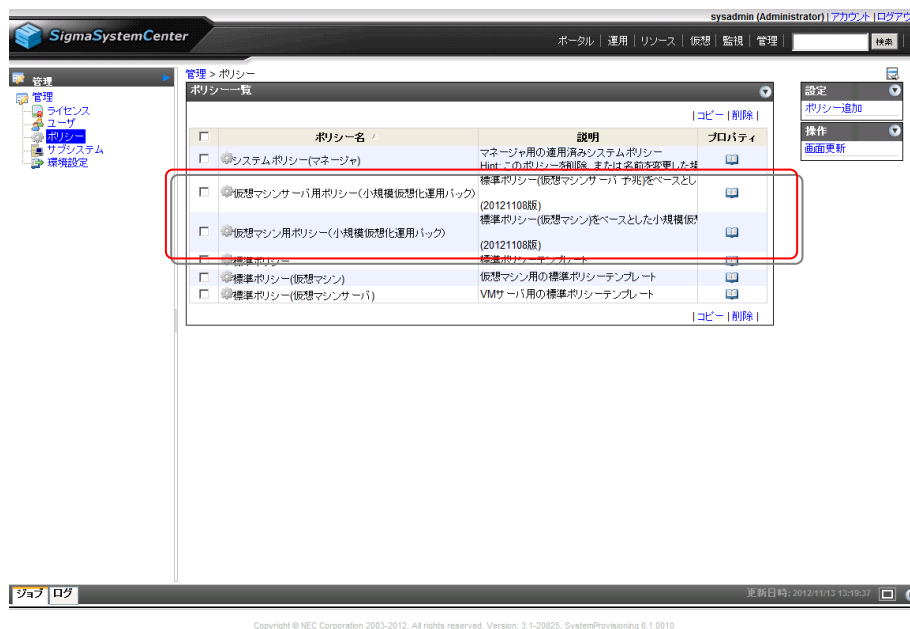 sysadmin (Administrator) | アカウント | ログアウ
SigmaSystemCenter
ポータル | 運用 | リソース | 仮想 | 監視 | 管理 | 検索
管理
管理
ライセンス
ユーザ
ポリシー
サブシステム
環境設定
管理 > ポリシー
ポリシー一覧
| コピー | 削除 |
ポリシー名 説明 プロパティ
システムポリシー(マネージャ) マネージャ用の適用済みシステムポリシー
Hint: このポリシーを削除、または名前を変更した場
仮想マシンサーバ用ポリシー(小規模仮想化運用パック) 標準ポリシー(仮想マシンサーバ 予兆)をベースとし
(20121108版)
仮想マシン用ポリシー(小規模仮想化運用パック) 標準ポリシー(仮想マシン)をベースとした小規模仮想
(20121108版)
標準ポリシー 標準ポリシーテンプレート
標準ポリシー(仮想マシン) 仮想マシン用の標準ポリシーテンプレート
標準ポリシー(仮想マシンサーバ) VMサーバ用の標準ポリシーテンプレート
| コピー | 削除 |
設定
ポリシー追加
操作
画面更新
ジョブ ログ
更新日時: 2012/11/13 13:19:37
Copyright © NEC Corporation 2003-2012. All rights reserved. Version: 3.1-20825, SystemProvisioning 6.1.0010